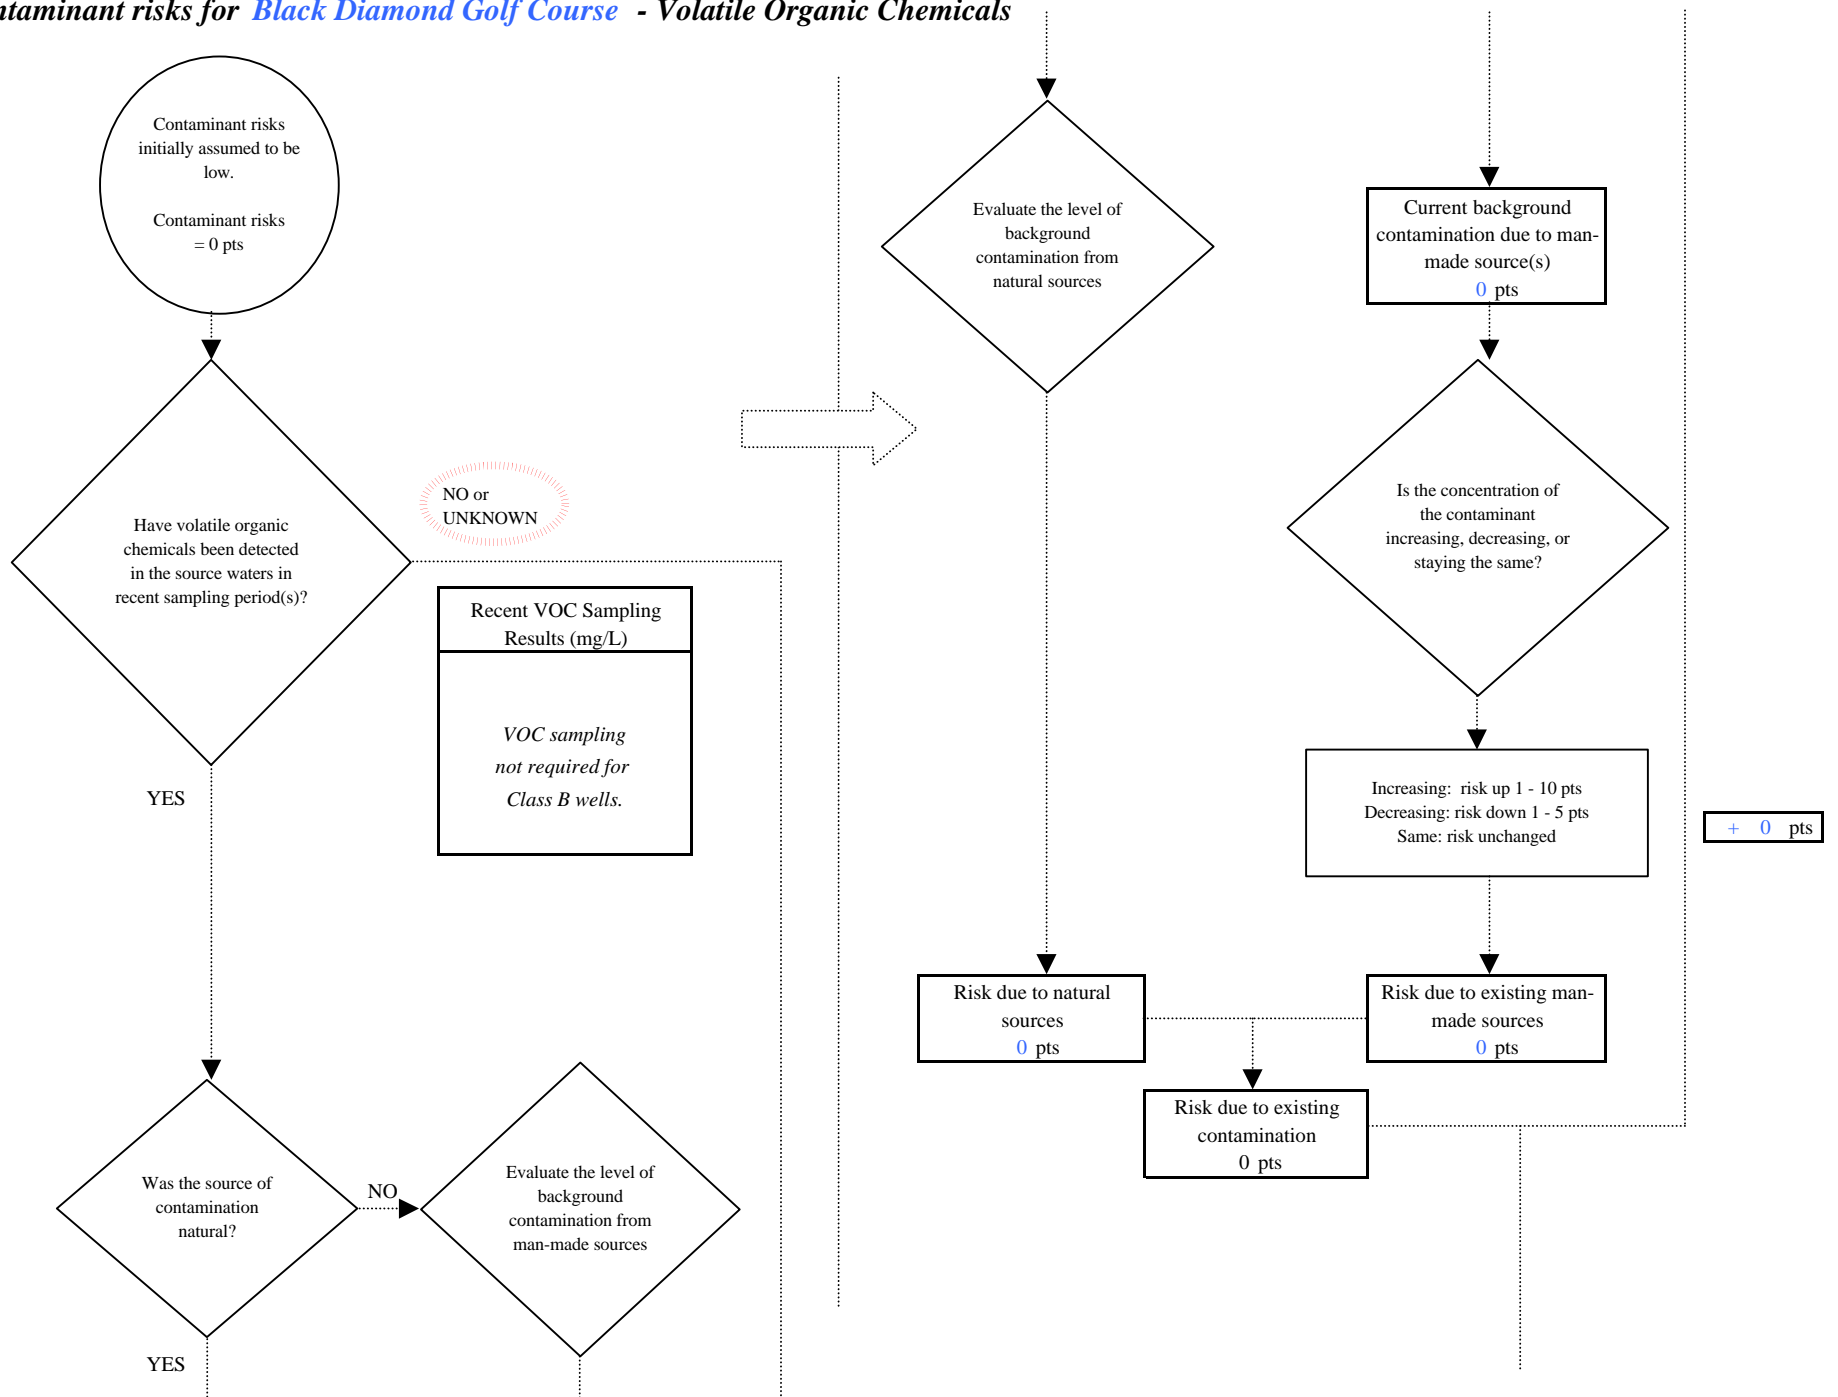 ntaminant risks for Black Diamond Golf Course - Volatile Organic Chemicals
Contaminant risks
initially assumed to be
low.
Contaminant risks
= 0 pts
Have volatile organic
chemicals been detected
in the source waters in
recent sampling period(s)?
NO or
UNKNOWN
Recent VOC Sampling
Results (mg/L)
VOC sampling
not required for
Class B wells.
YES
Was the source of
contamination
natural?
NO
Evaluate the level of
background
contamination from
man-made sources
YES
Evaluate the level of
background
contamination from
natural sources
Current background
contamination due to man-
made source(s)
0 pts
Is the concentration of
the contaminant
increasing, decreasing, or
staying the same?
Increasing: risk up 1 - 10 pts
Decreasing: risk down 1 - 5 pts
Same: risk unchanged
+ 0 pts
Risk due to natural
sources
0 pts
Risk due to existing man-
made sources
0 pts
Risk due to existing
contamination
0 pts